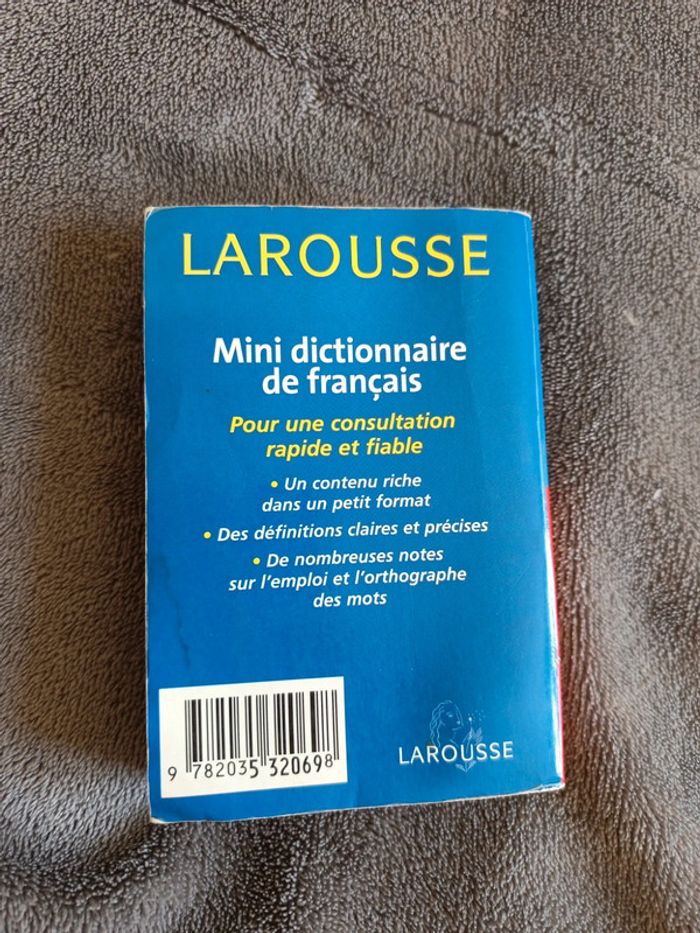 LAROUSSE
Mini dictionnaire
de français
Pour une consultation
rapide et fiable
• Un contenu riche
dans un petit format
• Des définitions claires et précises
• De nombreuses notes
sur l'emploi et l'orthographe
des mots
9 782035 320698
LAROUSSE